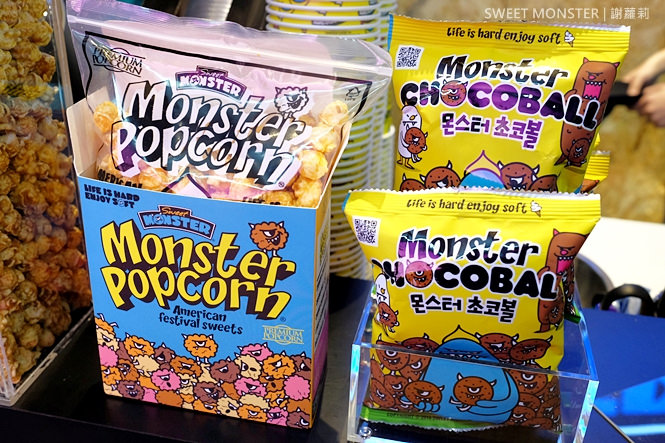 SWEET MONSTER | 謝蘿莉
PREMIUM
POPCORN
Sweet
MONSTER
Monster
Popcorn
LIFE IS HARD
ENJOY SOFT
Sweet
MONSTER
Monster
Popcorn
American
festival sweets
PREMIUM
POPCORN
Life is hard enjoy soft
Monster
CHOCOBALL
몬스터 초코볼
Life is hard enjoy soft
Monster
CHOCOBAL
몬스터 초코볼